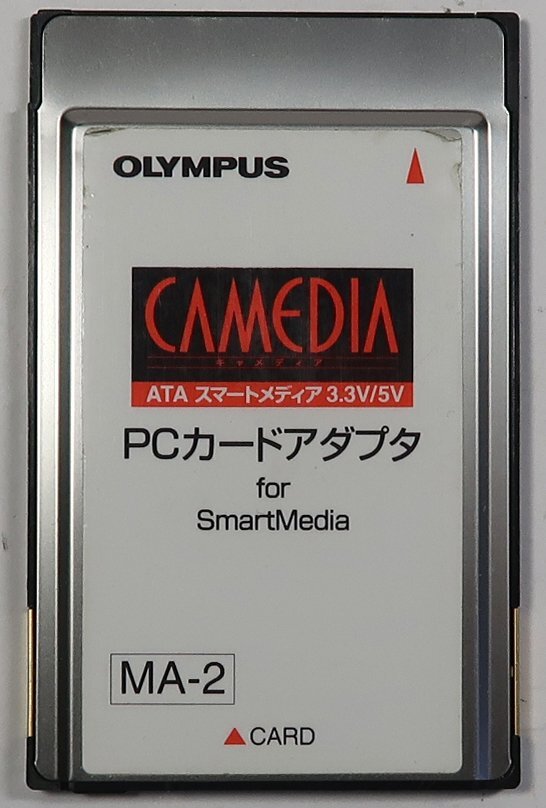 OLYMPUS
CAMEDIA
キャメディア
ATA スマートメディア 3.3V/5V
PCカードアダプタ
for
SmartMedia
MA-2
▲CARD